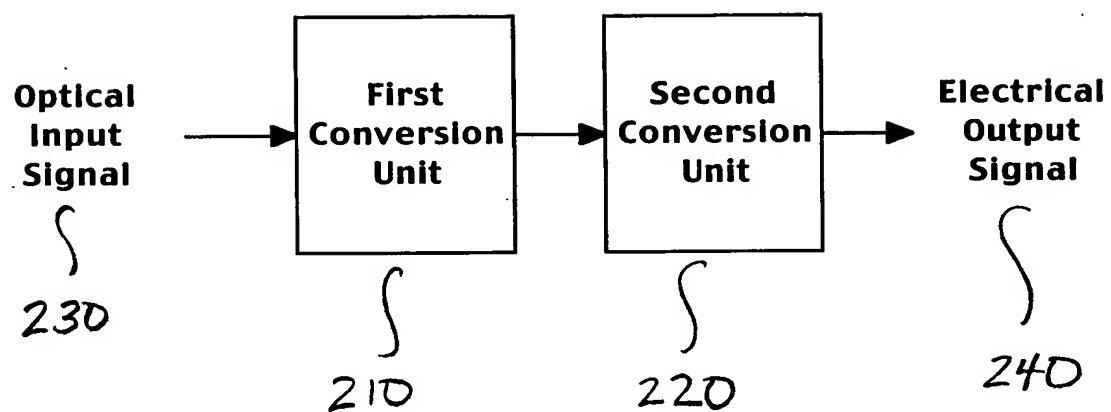 Optical
Input
Signal
First
Conversion
Unit
Second
Conversion
Unit
Electrical
Output
Signal
230
210
220
240